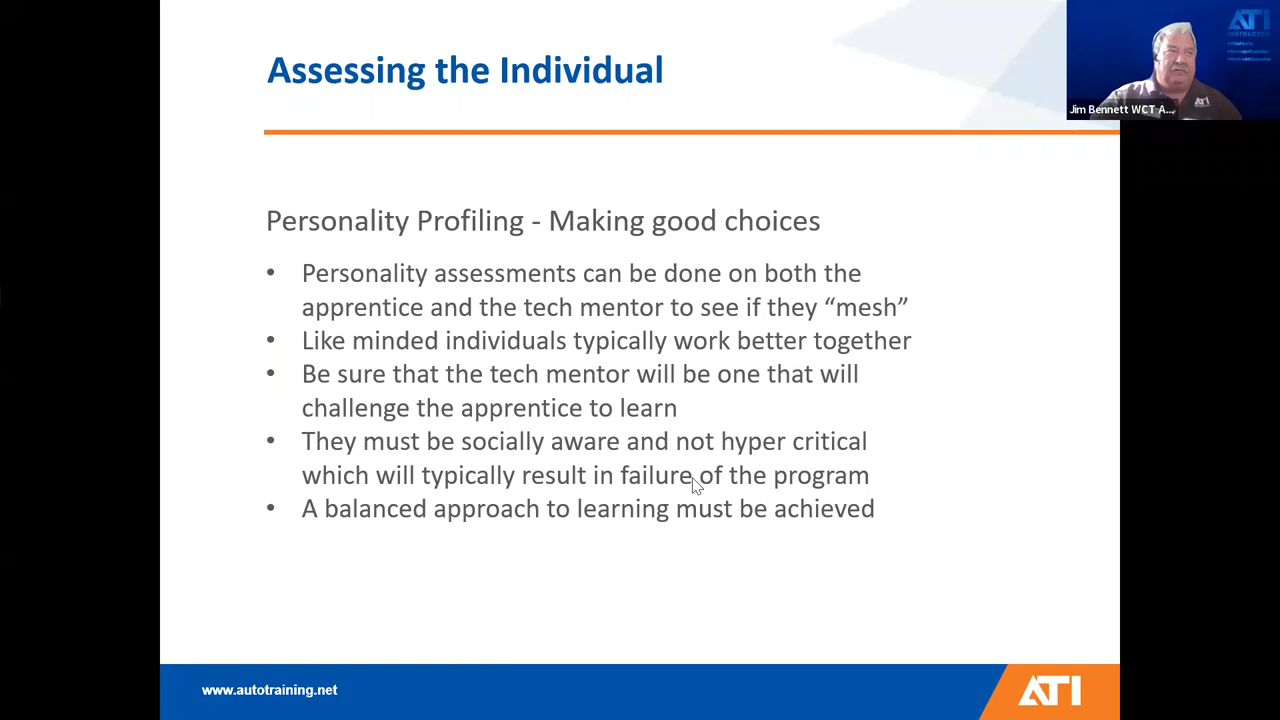 Assessing the Individual
ATI
INSTRUCTOR
Jim Bennett WCT A...
ATI
Personality Profiling - Making good choices
• Personality assessments can be done on both the
apprentice and the tech mentor to see if they “mesh”
• Like minded individuals typically work better together
• Be sure that the tech mentor will be one that will
challenge the apprentice to learn
• They must be socially aware and not hyper critical
which will typically result in failure of the program
• A balanced approach to learning must be achieved
www.autotraining.net
ATI